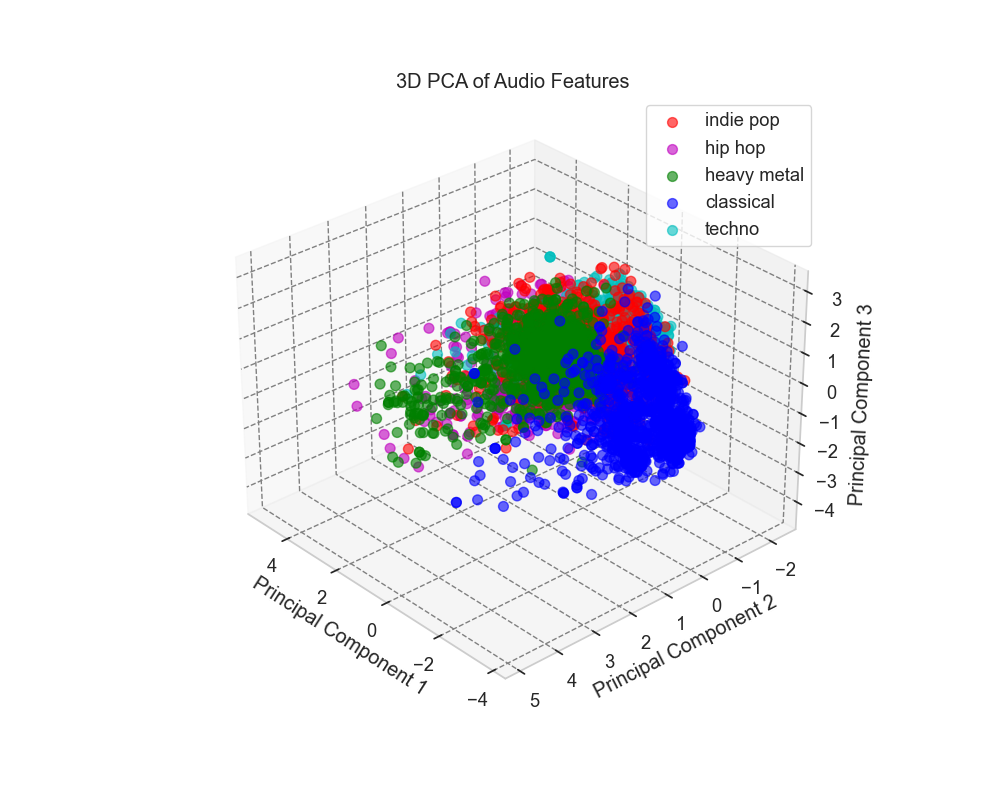 3D PCA of Audio Features
indie pop
hip hop
heavy metal
classical
techno
3
2
1
0
−1
−2
−3
−4
Principal Component 3
4
2
0
−2
−4
Principal Component 1
5
4
3
2
1
0
−1
−2
Principal Component 2